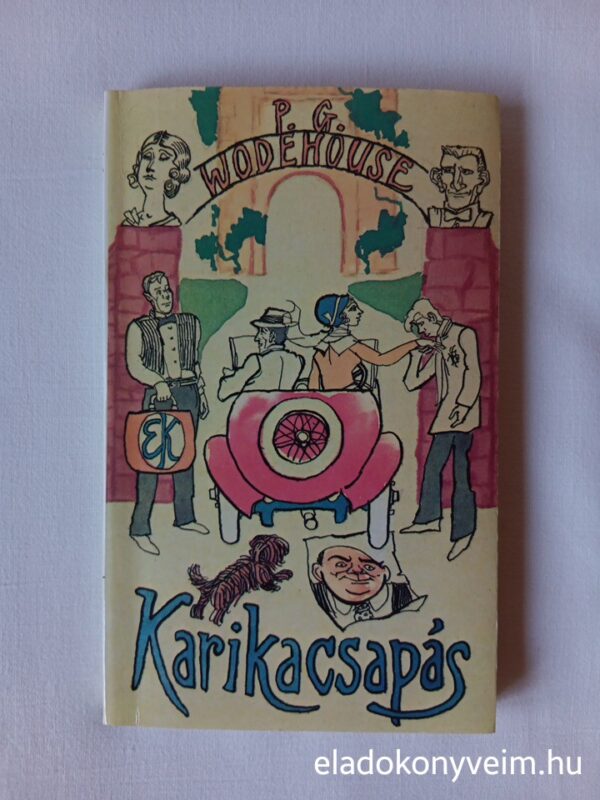 P. G.
WODEHOUSE
EK
Karikacsapás
eladokonyveim.hu